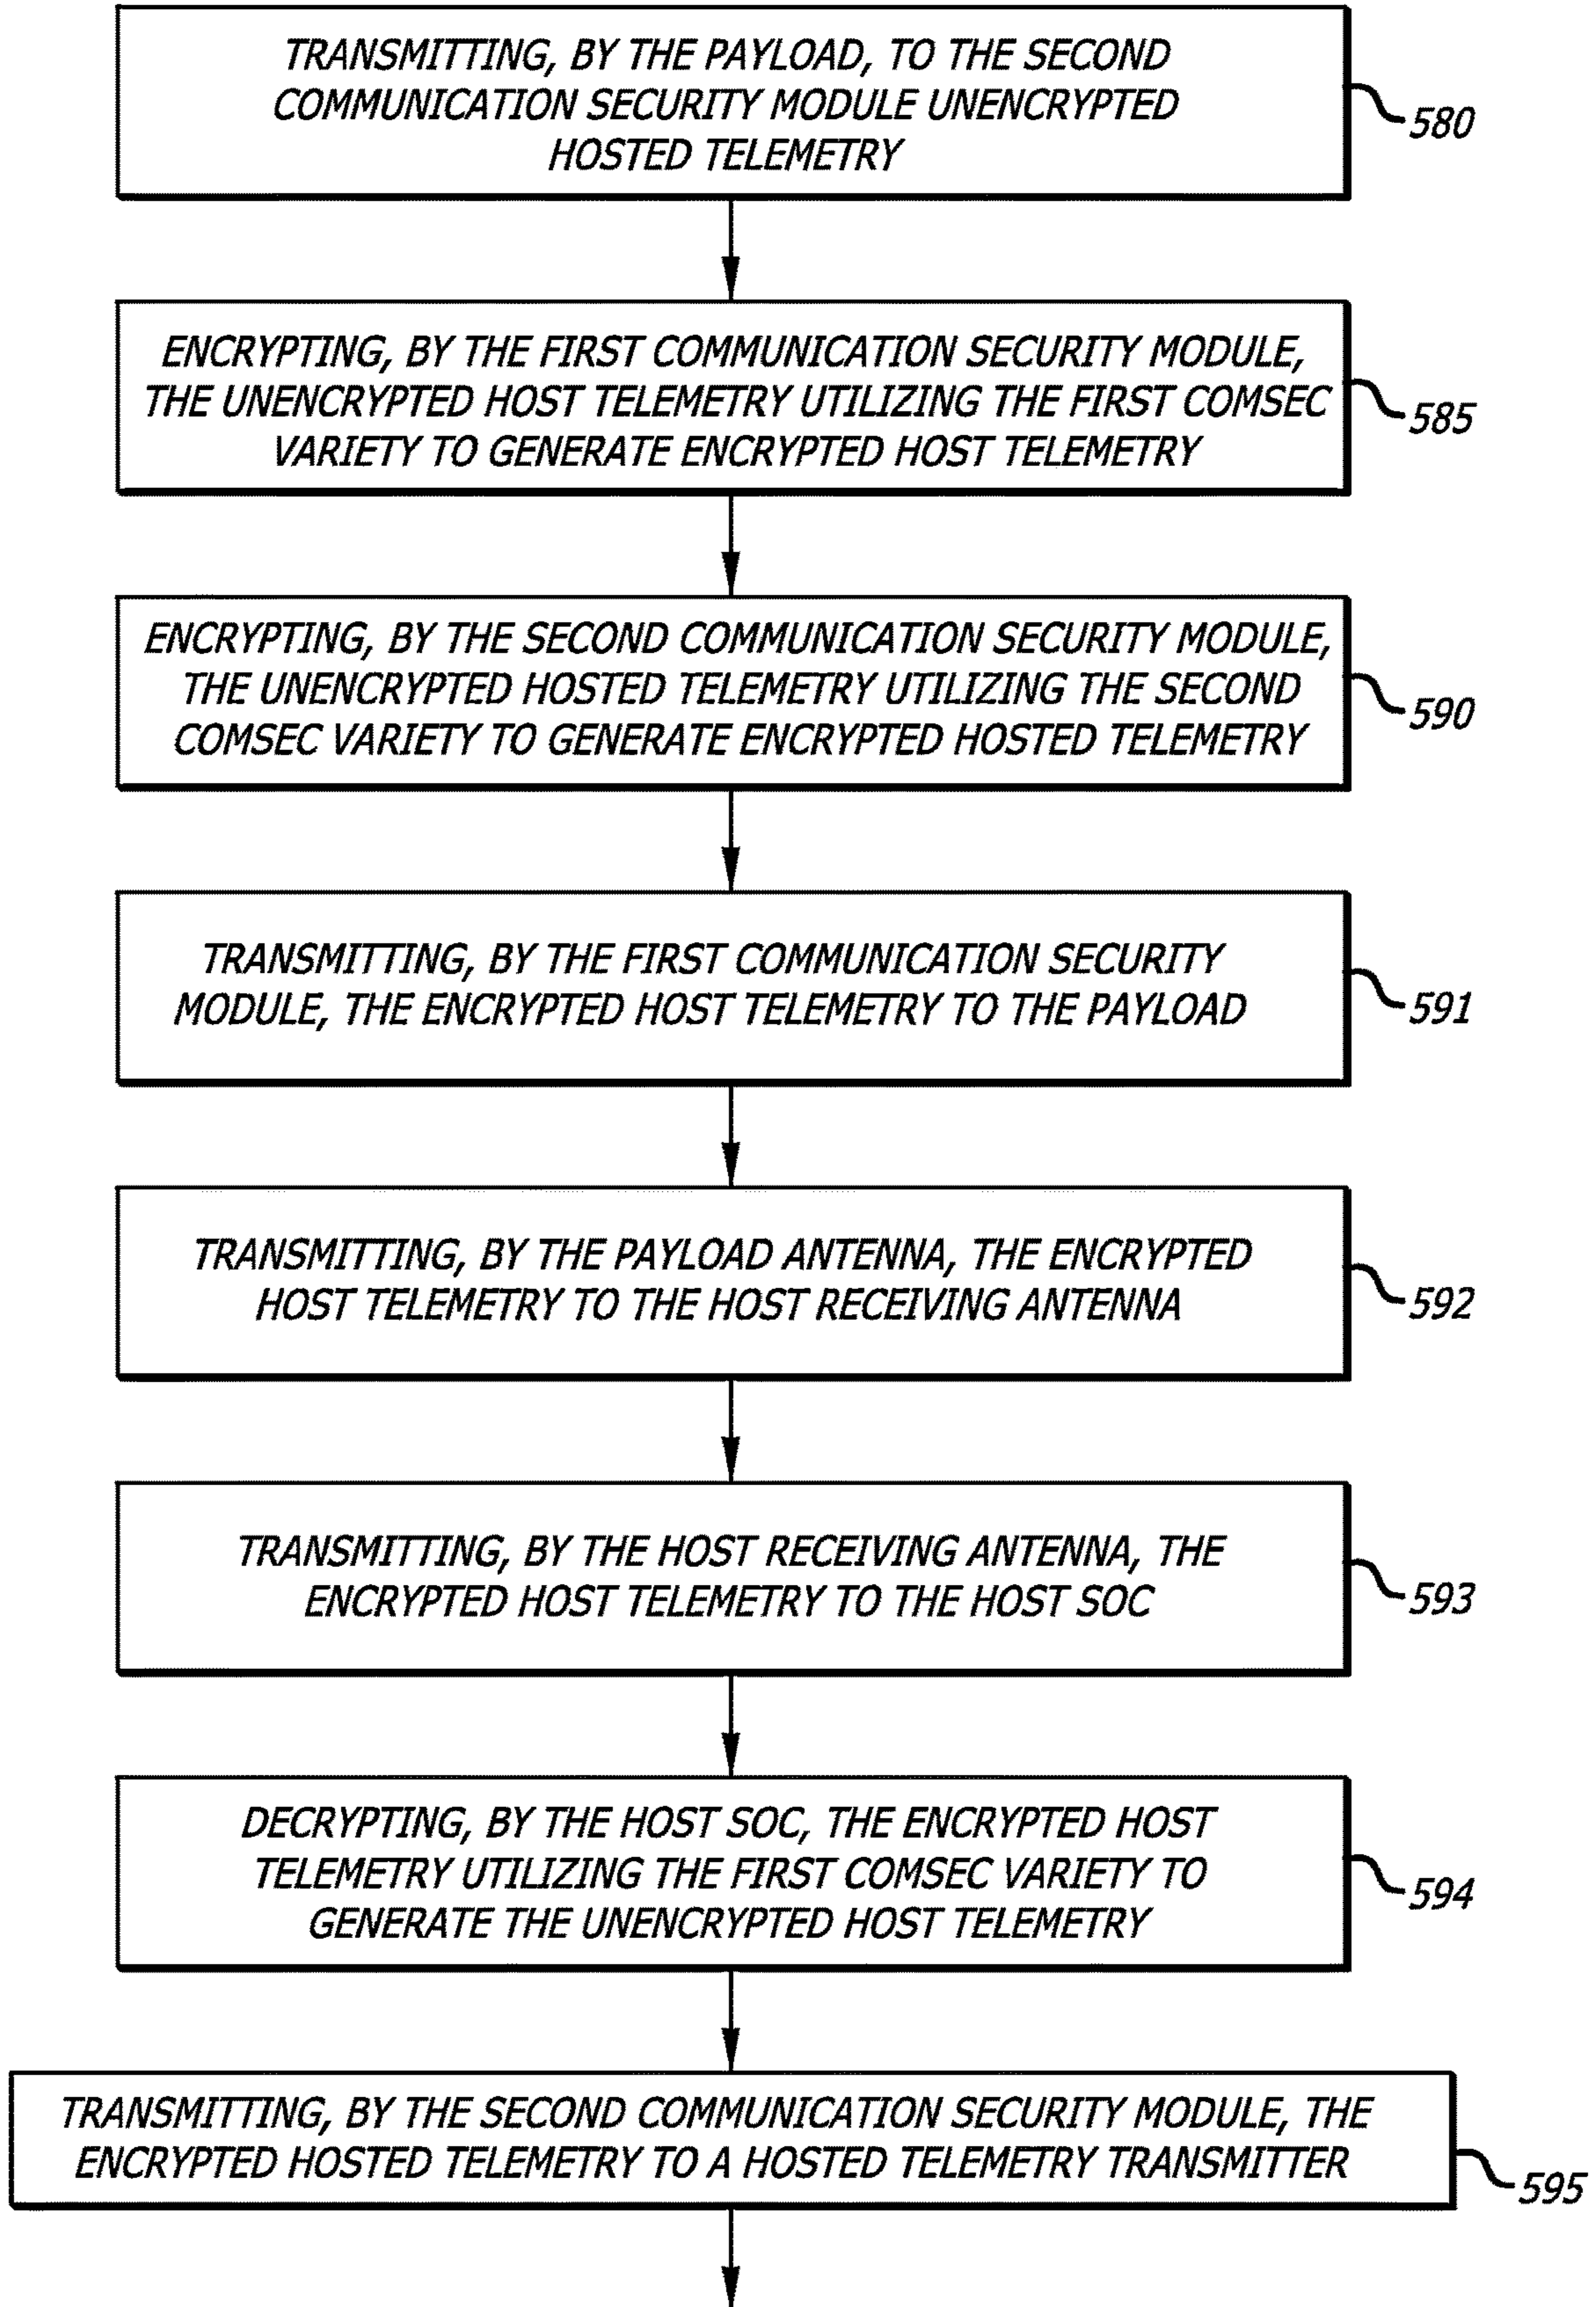 TRANSMITTING, BY THE PAYLOAD, TO THE SECOND
COMMUNICATION SECURITY MODULE UNENCRYPTED
HOSTED TELEMETRY
580
ENCRYPTING, BY THE FIRST COMMUNICATION SECURITY MODULE,
THE UNENCRYPTED HOST TELEMETRY UTILIZING THE FIRST COMSEC
VARIETY TO GENERATE ENCRYPTED HOST TELEMETRY
585
ENCRYPTING, BY THE SECOND COMMUNICATION SECURITY MODULE,
THE UNENCRYPTED HOSTED TELEMETRY UTILIZING THE SECOND
COMSEC VARIETY TO GENERATE ENCRYPTED HOSTED TELEMETRY
590
TRANSMITTING, BY THE FIRST COMMUNICATION SECURITY
MODULE, THE ENCRYPTED HOST TELEMETRY TO THE PAYLOAD
591
TRANSMITTING, BY THE PAYLOAD ANTENNA, THE ENCRYPTED
HOST TELEMETRY TO THE HOST RECEIVING ANTENNA
592
TRANSMITTING, BY THE HOST RECEIVING ANTENNA, THE
ENCRYPTED HOST TELEMETRY TO THE HOST SOC
593
DECRYPTING, BY THE HOST SOC, THE ENCRYPTED HOST
TELEMETRY UTILIZING THE FIRST COMSEC VARIETY TO
GENERATE THE UNENCRYPTED HOST TELEMETRY
594
TRANSMITTING, BY THE SECOND COMMUNICATION SECURITY MODULE, THE
ENCRYPTED HOSTED TELEMETRY TO A HOSTED TELEMETRY TRANSMITTER
595